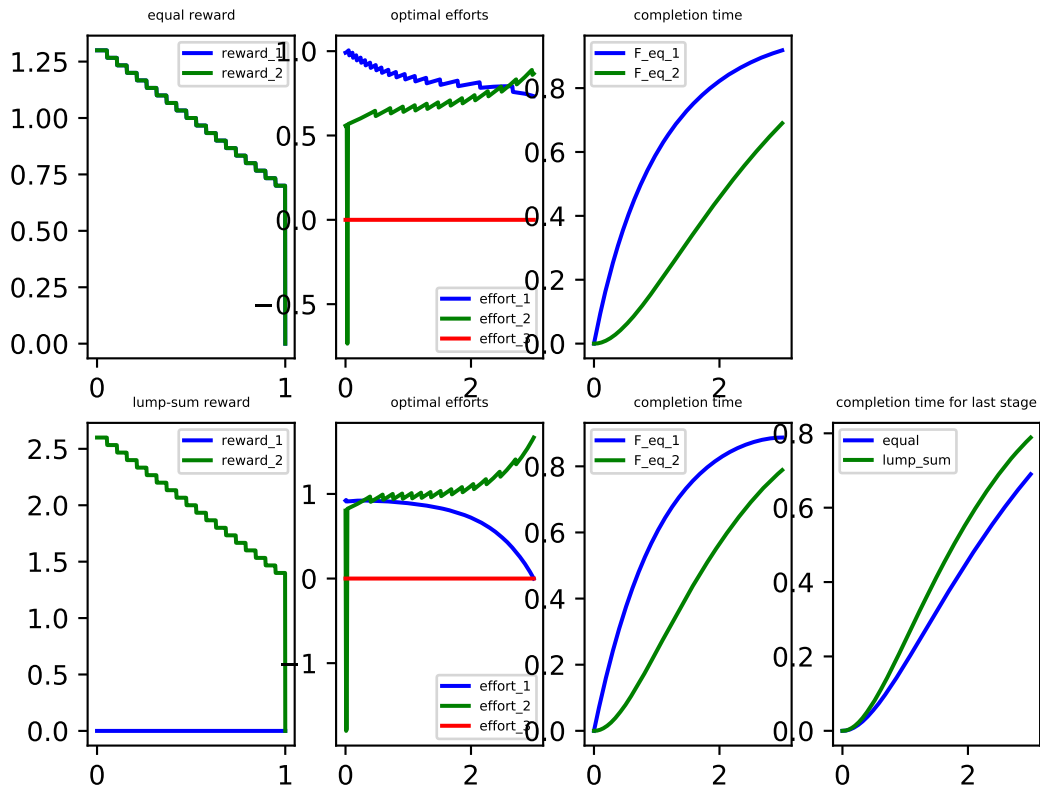 equal reward
optimal efforts
completion time
reward_1
reward_2
1.25
1.00
0.75
0.50
0.25
0.00
0
1
1.0
0.5
0.0
−0.5
effort_1
effort_2
effort_3
0
2
F_eq_1
F_eq_2
0.8
0.6
0.4
0.2
0.0
0
2
lump-sum reward
optimal efforts
completion time
completion time for last stage
reward_1
reward_2
2.5
2.0
1.5
1.0
0.5
0.0
0
1
1
0
−1
effort_1
effort_2
effort_3
0
2
F_eq_1
F_eq_2
0.8
0.6
0.4
0.2
0.0
0
2
equal
lump_sum
0.8
0.6
0.4
0.2
0.0
0
2